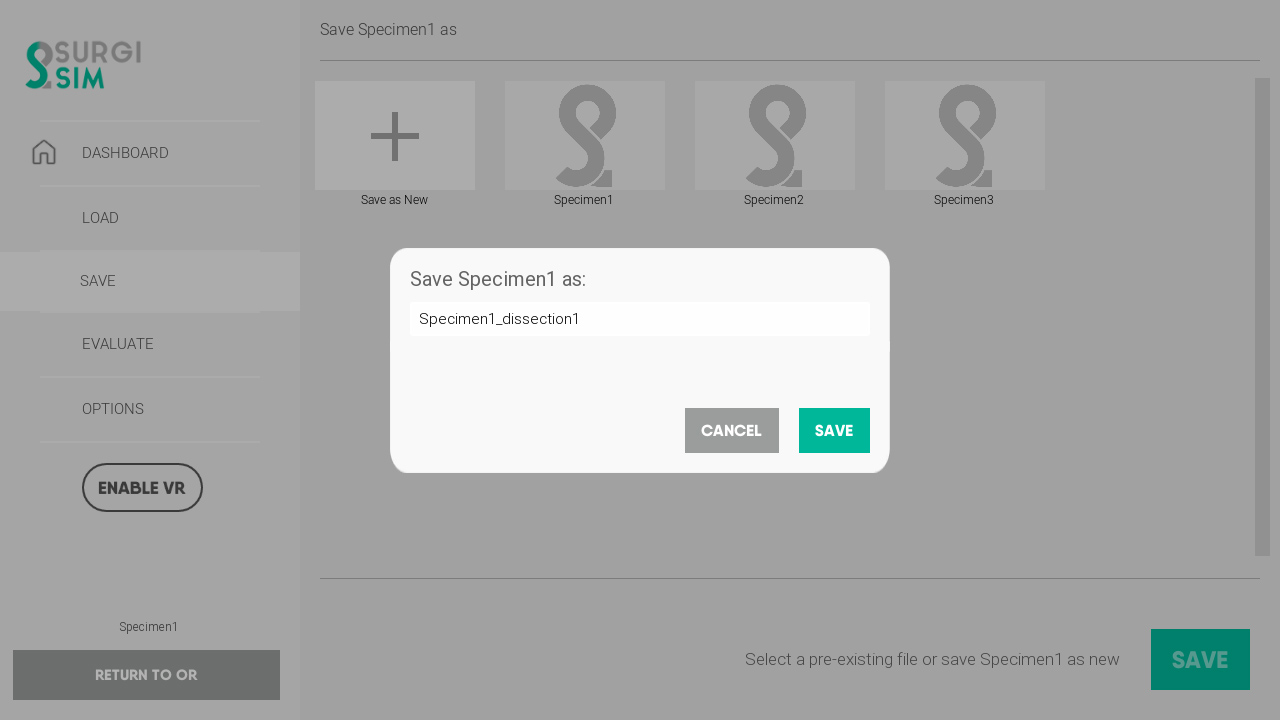 SURGI
SIM
DASHBOARD
LOAD
SAVE
EVALUATE
OPTIONS
ENABLE VR
Specimen1
RETURN TO OR
Save Specimen1 as
Save as New
Specimen1
Specimen2
Specimen3
Save Specimen1 as:
Specimen1_dissection1
CANCEL
SAVE
Select a pre-existing file or save Specimen1 as new
SAVE